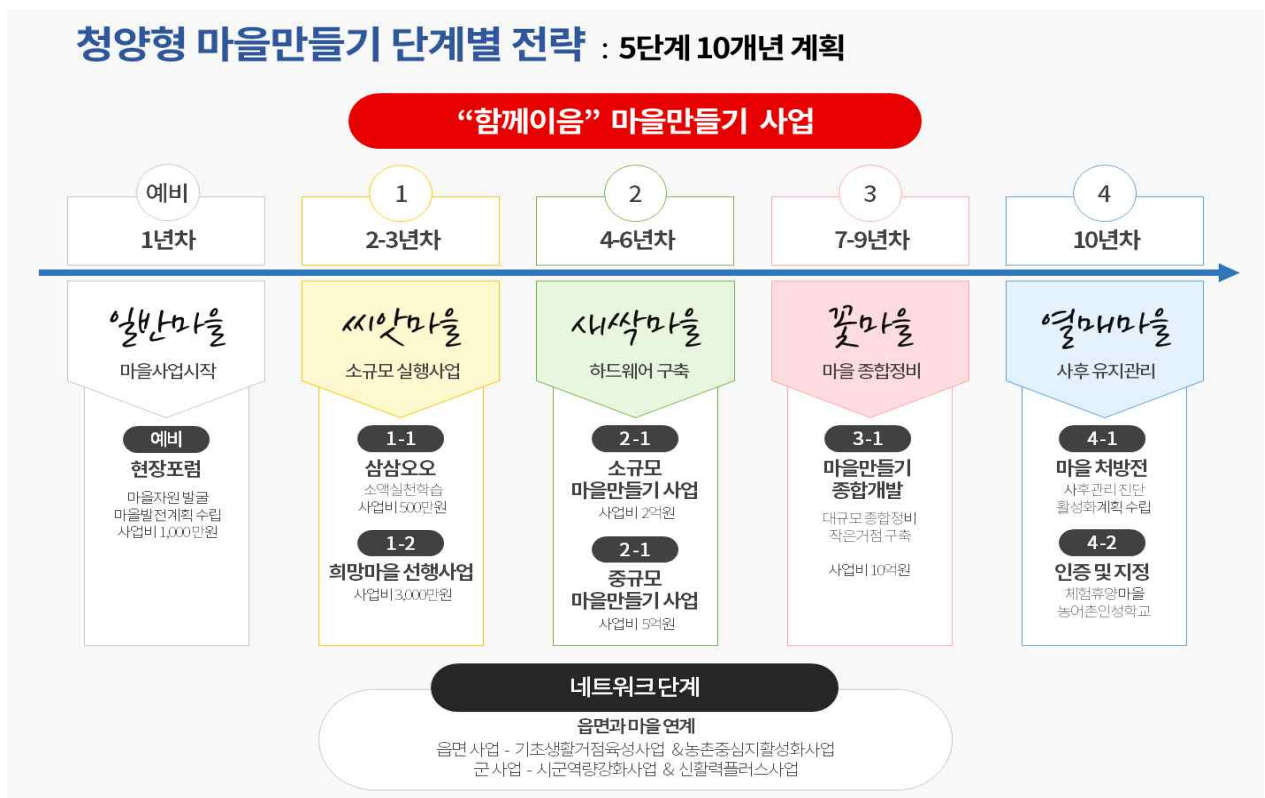 청양형 마을만들기 단계별 전략 : 5단계 10개년 계획
“함께이음” 마을만들기 사업
예비
1년차
일반마을
마을사업시작
예비
현장포럼
마을자원 발굴
마을발전계획 수립
사업비 1,000만원
1
2-3년차
씨앗마을
소규모 실행사업
1-1
삼삼오오
소액실천학습
사업비 500만원
1-2
희망마을 선행사업
사업비 3,000만원
2
4-6년차
새싹마을
하드웨어 구축
2-1
소규모
마을만들기 사업
사업비 2억원
2-1
중규모
마을만들기 사업
사업비 5억원
3
7-9년차
꽃마을
마을 종합정비
3-1
마을만들기
종합개발
대규모 종합정비
작은거점 구축
사업비 10억원
4
10년차
열매마을
사후 유지관리
4-1
마을 처방전
사후관리 진단
활성화계획 수립
4-2
인증 및 지정
체험휴양마을
농어촌인성학교
네트워크 단계
읍면과 마을 연계
읍면 사업 - 기초생활거점육성사업 & 농촌중심지활성화사업
군 사업 - 시군역량강화사업 & 신활력플러스사업